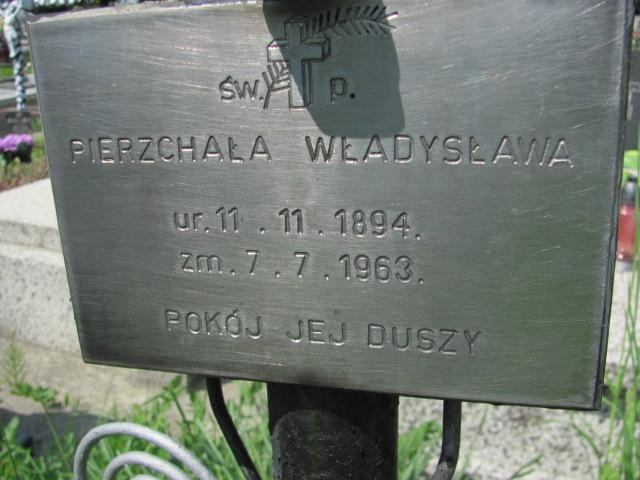 ŚW. P.
PIERZCHAŁA WŁADYSŁAWA
ur. 11 . 11 . 1894.
zm. 7 . 7 . 1963.
POKÓJ JEJ DUSZY